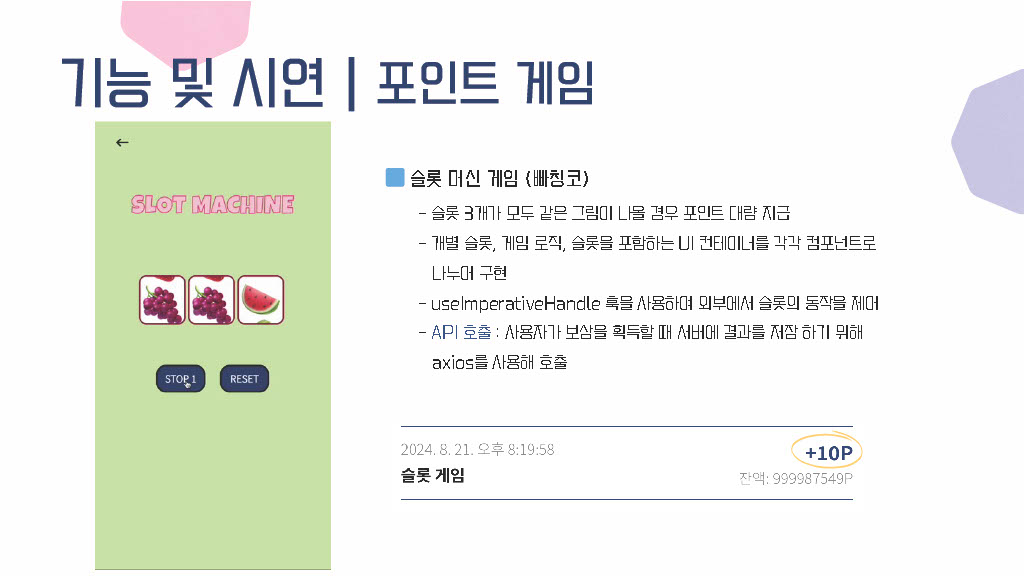 기능 및 시연 | 포인트 게임
←
SLOT MACHINE
STOP 1
RESET
슬롯 머신 게임 (빠칭코)
- 슬롯 3개가 모두 같은 그림이 나올 경우 포인트 대량 지급
- 개별 슬롯, 게임 로직, 슬롯을 포함하는 UI 컨테이너를 각각 컴포넌트로
나누어 구현
- useImperativeHandle 훅을 사용하여 외부에서 슬롯의 동작을 제어
- API 호출 : 사용자가 보상을 획득할 때 서버에 결과를 저장 하기 위해
axios를 사용해 호출
2024. 8. 21. 오후 8:19:58
+10P
슬롯 게임
잔액: 999987549P